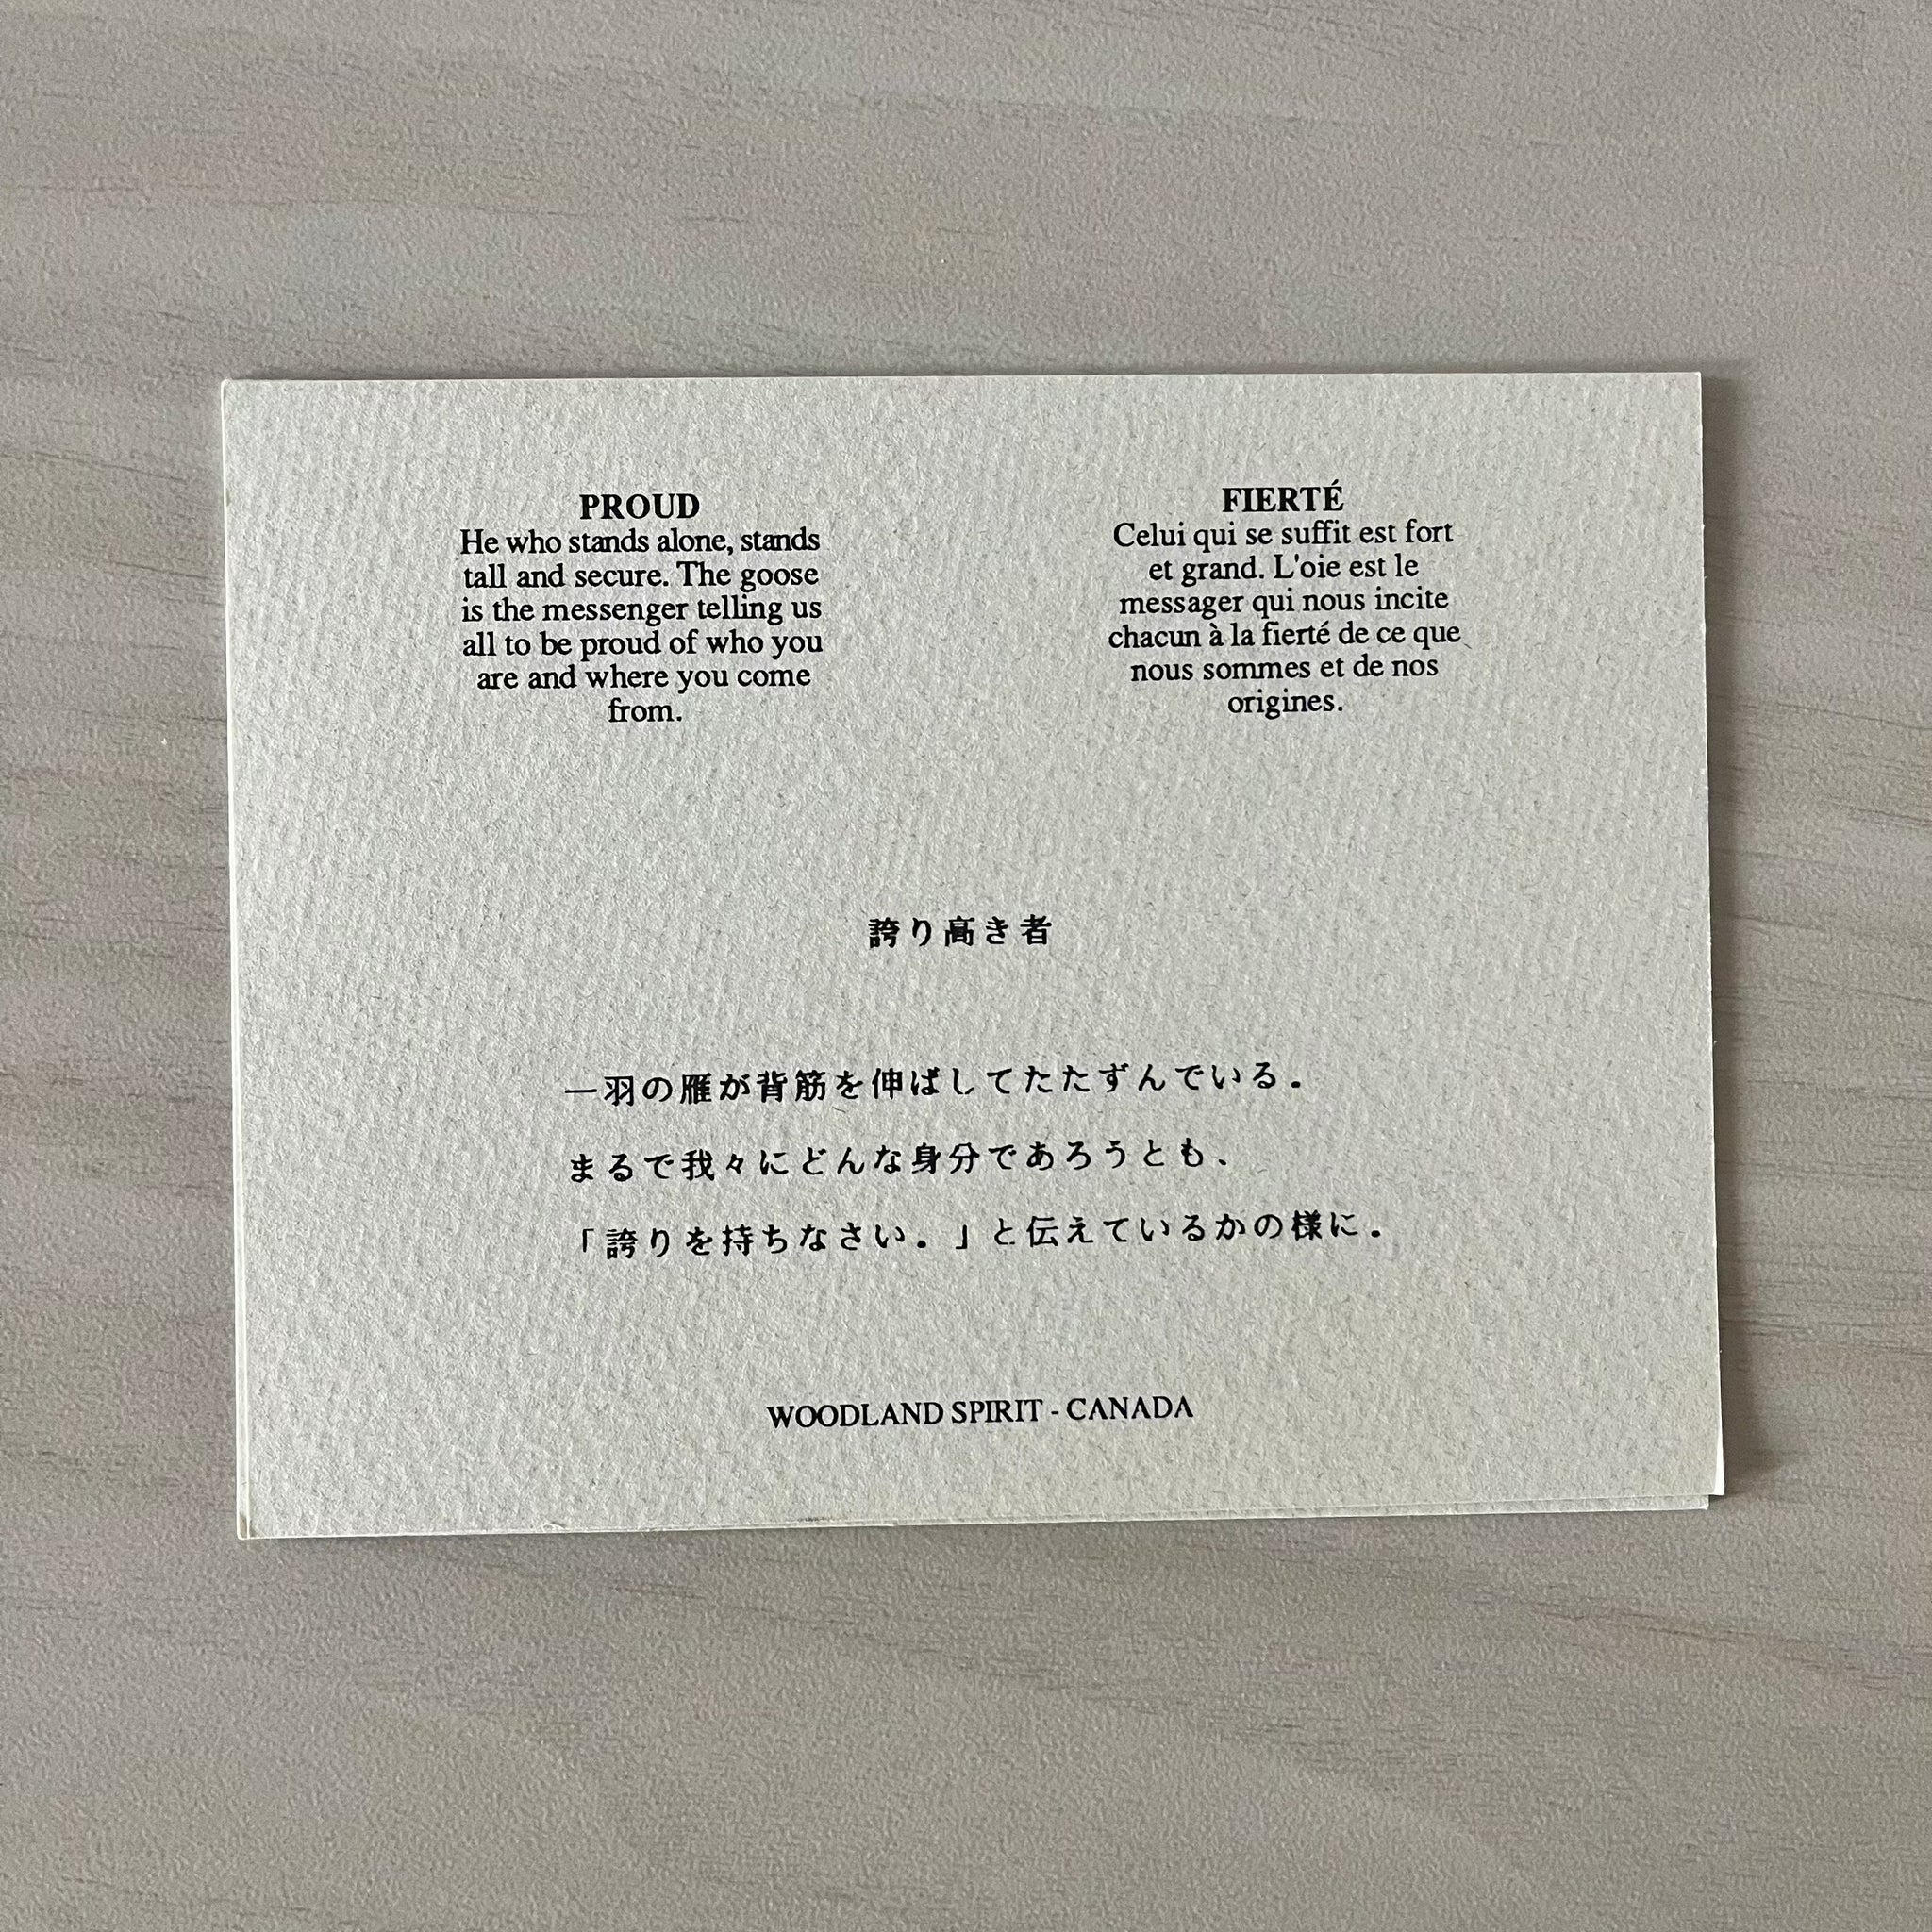 PROUD
He who stands alone, stands
tall and secure. The goose
is the messenger telling us
all to be proud of who you
are and where you come
from.
FIERTÉ
Celui qui se suffit est fort
et grand. L'oie est le
messager qui nous incite
chacun à la fierté de ce que
nous sommes et de nos
origines.
誇り高き者
一羽の雁が背筋を伸ばしてたたずんでいる.
まるで我々にどんな身分であろうとも、
「誇りを持ちなさい.」と伝えているかの様に.
WOODLAND SPIRIT - CANADA